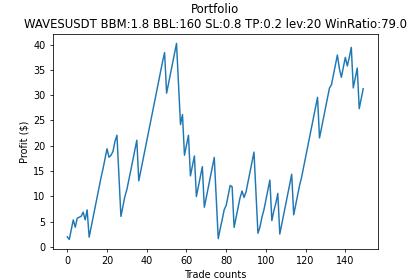 Portfolio
WAVESUSDT BBM:1.8 BBL:160 SL:0.8 TP:0.2 lev:20 WinRatio:79.0
40
35
30
25
20
15
10
5
0
Profit ($)
0 20 40 60 80 100 120 140
Trade counts